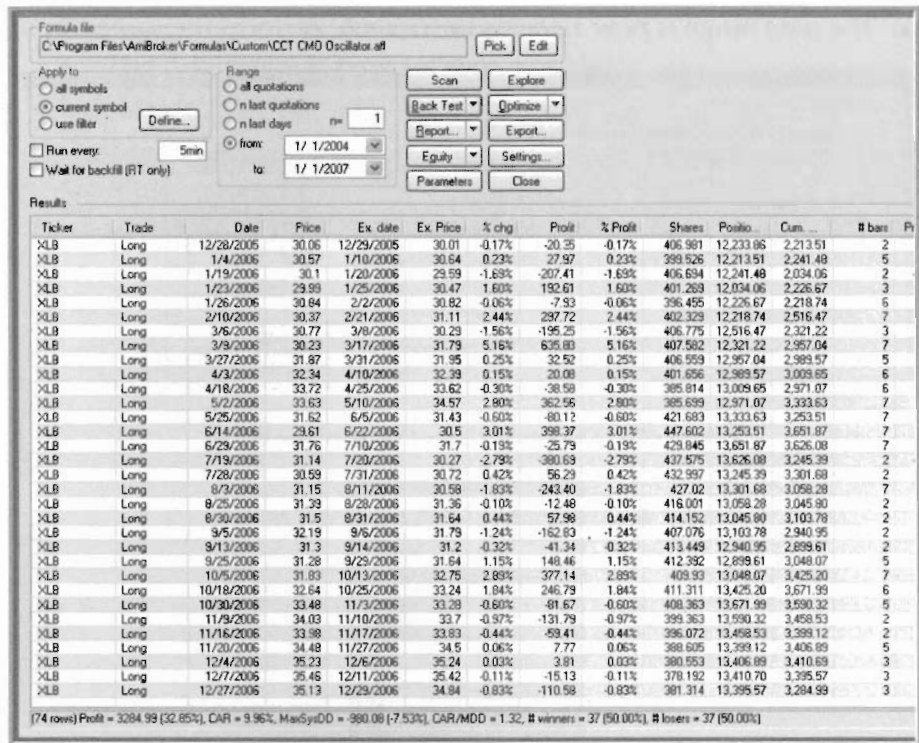 Formula file
C:\Program Files\AmiBroker\Formulas\Custom\CCT CMO Oscillator.afl Pick Edit
Apply to
all symbols
current symbol
use filter
Define...
Run every: 5min
Wait for backfill (RT only)
Range
all quotations
n last quotations
n last days n= 1
from: 1/ 1/2004
to: 1/ 1/2007
Scan Explore
Back Test Optimize
Report... Export...
Equity Settings...
Parameters Close
Results
Ticker Trade Date Price Ex. date Ex. Price % chg Profit % Profit Shares Positio... Cum. ... # bars Pr
XLB Long 12/28/2005 30.06 12/29/2005 30.01 -0.17% -20.35 -0.17% 406.981 12,233.86 2,213.51 2
XLB Long 1/4/2006 30.57 1/10/2006 30.64 0.23% 27.97 0.23% 399.526 12,213.51 2,241.48 5
XLB Long 1/19/2006 30.1 1/20/2006 29.59 -1.69% -207.41 -1.69% 406.694 12,241.48 2,034.06 2
XLB Long 1/23/2006 29.99 1/25/2006 30.47 1.60% 192.61 1.60% 401.269 12,034.06 2,226.67 3
XLB Long 1/26/2006 30.84 2/2/2006 30.82 -0.06% -7.93 -0.06% 396.455 12,226.67 2,218.74 6
XLB Long 2/10/2006 30.37 2/21/2006 31.11 2.44% 297.72 2.44% 402.329 12,218.74 2,516.47 7
XLB Long 3/6/2006 30.77 3/8/2006 30.29 -1.56% -195.25 -1.56% 406.775 12,516.47 2,321.22 3
XLB Long 3/9/2006 30.23 3/17/2006 31.79 5.16% 635.83 5.16% 407.582 12,321.22 2,957.04 7
XLB Long 3/27/2006 31.87 3/31/2006 31.95 0.25% 32.52 0.25% 406.559 12,957.04 2,989.57 5
XLB Long 4/3/2006 32.34 4/10/2006 32.39 0.15% 20.08 0.15% 401.656 12,989.57 3,009.65 6
XLB Long 4/18/2006 33.72 4/25/2006 33.62 -0.30% -38.58 -0.30% 385.814 13,009.65 2,971.07 6
XLB Long 5/2/2006 33.63 5/10/2006 34.57 2.80% 362.56 2.80% 385.699 12,971.07 3,333.63 7
XLB Long 5/25/2006 31.62 6/5/2006 31.43 -0.60% -80.12 -0.60% 421.683 13,333.63 3,253.51 7
XLB Long 6/14/2006 29.61 6/22/2006 30.5 3.01% 398.37 3.01% 447.602 13,253.51 3,651.87 7
XLB Long 6/29/2006 31.76 7/10/2006 31.7 -0.19% -25.79 -0.19% 429.845 13,651.87 3,626.08 7
XLB Long 7/19/2006 31.14 7/20/2006 30.27 -2.79% -380.69 -2.79% 437.575 13,626.08 3,245.39 2
XLB Long 7/28/2006 30.59 7/31/2006 30.72 0.42% 56.29 0.42% 432.997 13,245.39 3,301.68 2
XLB Long 8/3/2006 31.15 8/11/2006 30.58 -1.83% -243.40 -1.83% 427.02 13,301.68 3,058.28 7
XLB Long 8/25/2006 31.39 8/28/2006 31.36 -0.10% -12.48 -0.10% 416.001 13,058.28 3,045.80 2
XLB Long 8/30/2006 31.5 8/31/2006 31.64 0.44% 57.98 0.44% 414.152 13,045.80 3,103.78 2
XLB Long 9/5/2006 32.19 9/6/2006 31.79 -1.24% -162.83 -1.24% 407.076 13,103.78 2,940.95 2
XLB Long 9/13/2006 31.3 9/14/2006 31.2 -0.32% -41.34 -0.32% 413.449 12,940.95 2,899.61 2
XLB Long 9/25/2006 31.28 9/29/2006 31.64 1.15% 148.46 1.15% 412.392 12,899.61 3,048.07 5
XLB Long 10/5/2006 31.83 10/13/2006 32.75 2.89% 377.14 2.89% 409.93 13,048.07 3,425.20 7
XLB Long 10/18/2006 32.64 10/25/2006 33.24 1.84% 246.79 1.84% 411.311 13,425.20 3,671.99 6
XLB Long 10/30/2006 33.48 11/3/2006 33.28 -0.60% -81.67 -0.60% 408.363 13,671.99 3,590.32 5
XLB Long 11/9/2006 34.03 11/10/2006 33.7 -0.97% -131.79 -0.97% 399.363 13,590.32 3,458.53 2
XLB Long 11/16/2006 33.98 11/17/2006 33.83 -0.44% -59.41 -0.44% 396.072 13,458.53 3,399.12 2
XLB Long 11/20/2006 34.48 11/27/2006 34.5 0.06% 7.77 0.06% 388.605 13,399.12 3,406.89 5
XLB Long 12/4/2006 35.23 12/6/2006 35.24 0.03% 3.81 0.03% 380.553 13,406.89 3,410.69 3
XLB Long 12/7/2006 35.46 12/11/2006 35.42 -0.11% -15.13 -0.11% 378.192 13,410.70 3,395.57 3
XLB Long 12/27/2006 35.13 12/29/2006 34.84 -0.83% -110.58 -0.83% 381.314 13,395.57 3,284.99 3
(74 rows) Profit = 3284.99 (32.85%), CAR = 9.96%, MaxSysDD = -980.08 (-7.53%), CAR/MDD = 1.32, # winners = 37 (50.00%), # losers = 37 (50.00%)